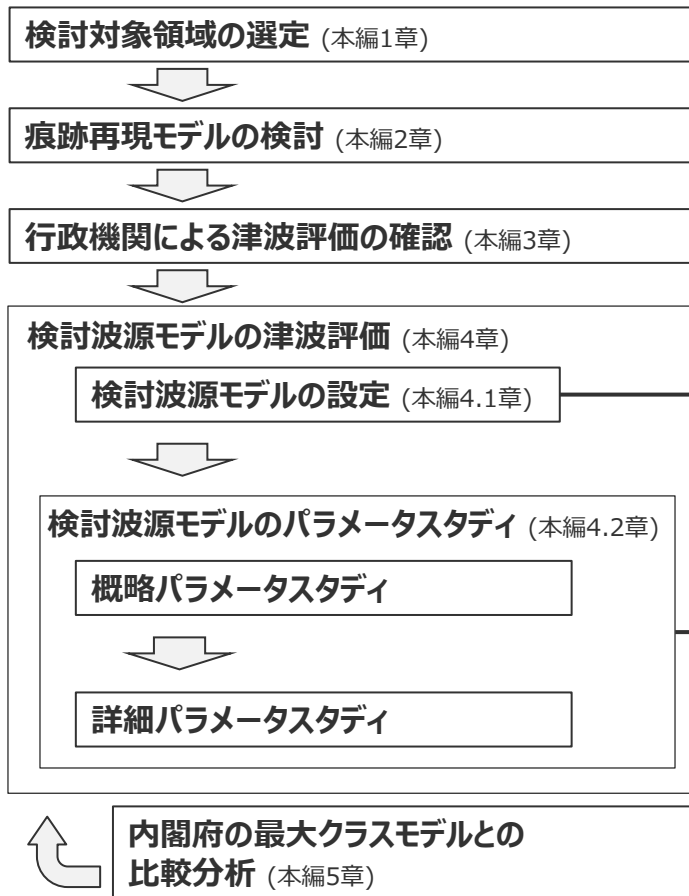 検討対象領域の選定 (本編1章)
痕跡再現モデルの検討 (本編2章)
行政機関による津波評価の確認 (本編3章)
検討波源モデルの津波評価 (本編4章)
検討波源モデルの設定 (本編4.1章)
検討波源モデルのパラメータスタディ (本編4.2章)
概略パラメータスタディ
詳細パラメータスタディ
内閣府の最大クラスモデルとの
比較分析 (本編5章)